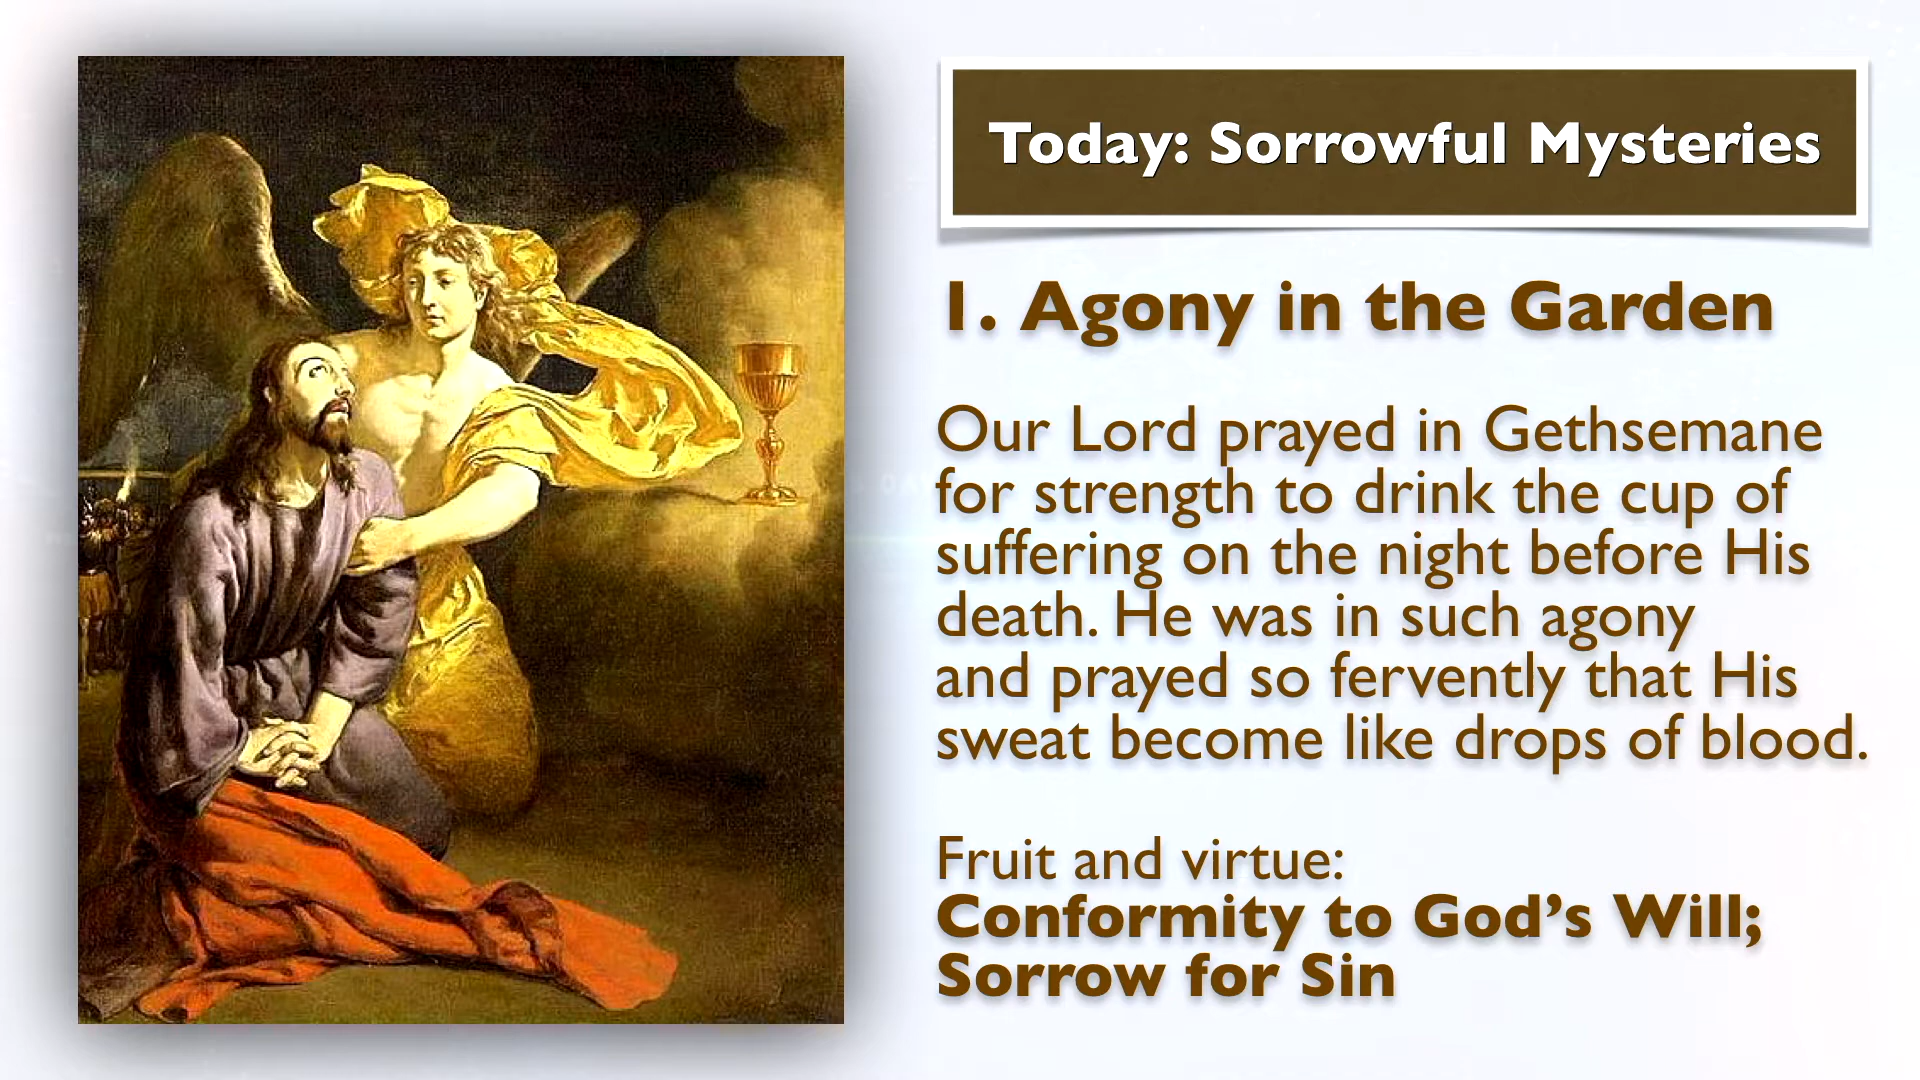 Today: Sorrowful Mysteries
1. Agony in the Garden
Our Lord prayed in Gethsemane
for strength to drink the cup of
suffering on the night before His
death. He was in such agony
and prayed so fervently that His
sweat become like drops of blood.
Fruit and virtue:
Conformity to God’s Will;
Sorrow for Sin